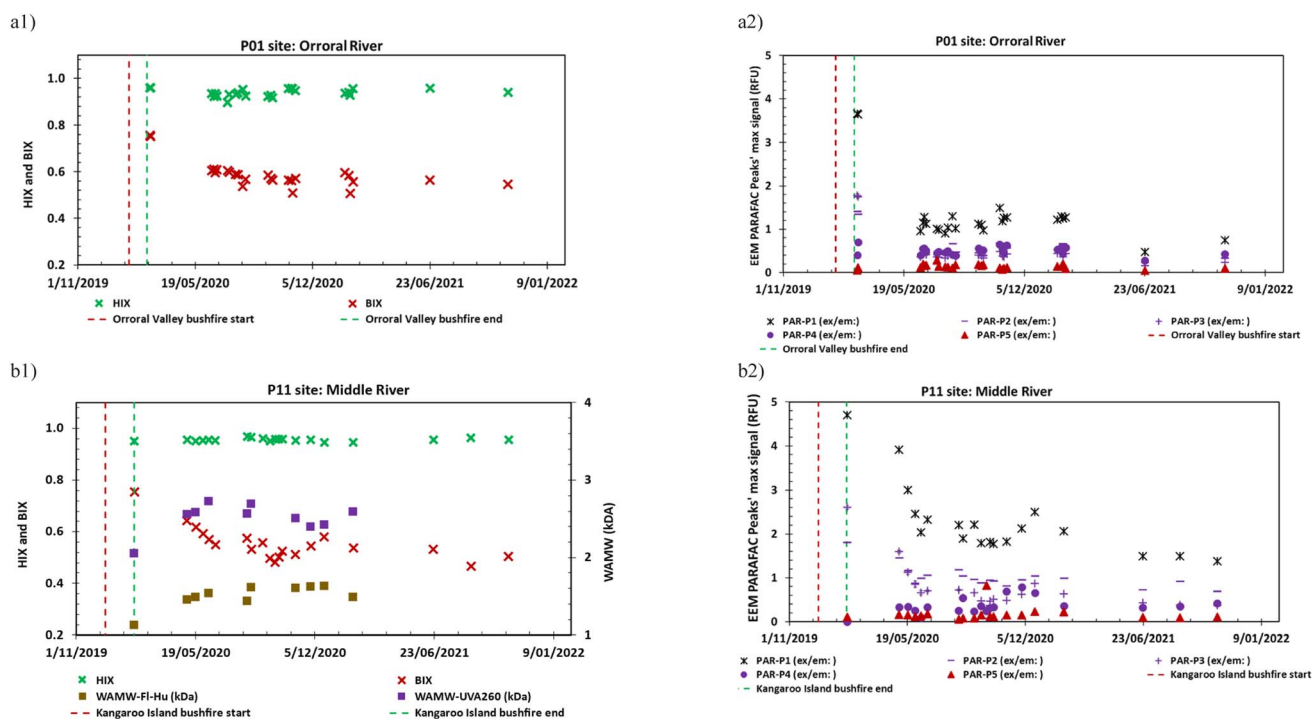 a1)
P01 site: Orroral River
HIX and BIX
1.0
0.8
0.6
0.4
0.2
1/11/2019 19/05/2020 5/12/2020 23/06/2021 9/01/2022
HIX BIX
Orroral Valley bushfire start Orroral Valley bushfire end
a2)
P01 site: Orroral River
EEM PARAFAC Peaks' max signal (RFU)
5
4
3
2
1
0
1/11/2019 19/05/2020 5/12/2020 23/06/2021 9/01/2022
PAR-P1 (ex/em: ) PAR-P2 (ex/em: ) PAR-P3 (ex/em: )
PAR-P4 (ex/em: ) PAR-P5 (ex/em: ) Orroral Valley bushfire start
Orroral Valley bushfire end
b1)
P11 site: Middle River
HIX and BIX
1.0
0.8
0.6
0.4
0.2
4
3
2
1
WAMW (kDA)
1/11/2019 19/05/2020 5/12/2020 23/06/2021 9/01/2022
HIX BIX
WAMW-Fl-Hu (kDa) WAMW-UVA260 (kDa)
Kangaroo Island bushfire start Kangaroo Island bushfire end
b2)
P11 site: Middle River
EEM PARAFAC Peaks' max signal (RFU)
5
4
3
2
1
0
1/11/2019 19/05/2020 5/12/2020 23/06/2021 9/01/2022
PAR-P1 (ex/em: ) PAR-P2 (ex/em: ) PAR-P3 (ex/em: )
PAR-P4 (ex/em: ) PAR-P5 (ex/em: ) Kangaroo Island bushfire start
Kangaroo Island bushfire end